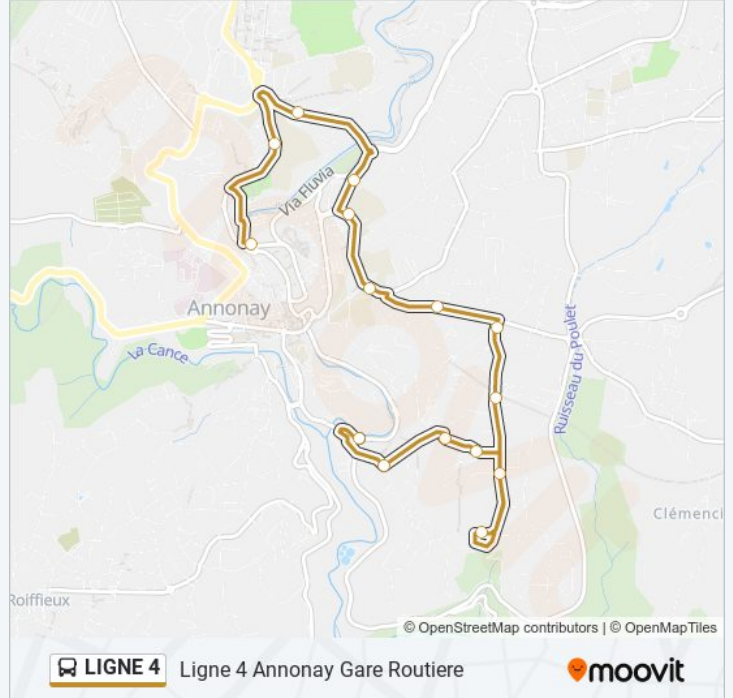 Via Fluvia
Annonay
La Cance
Ruisseau du Poulet
Clémenci
Roiffieux
© OpenStreetMap contributors | © OpenMapTiles
LIGNE 4 Ligne 4 Annonay Gare Routiere moovit